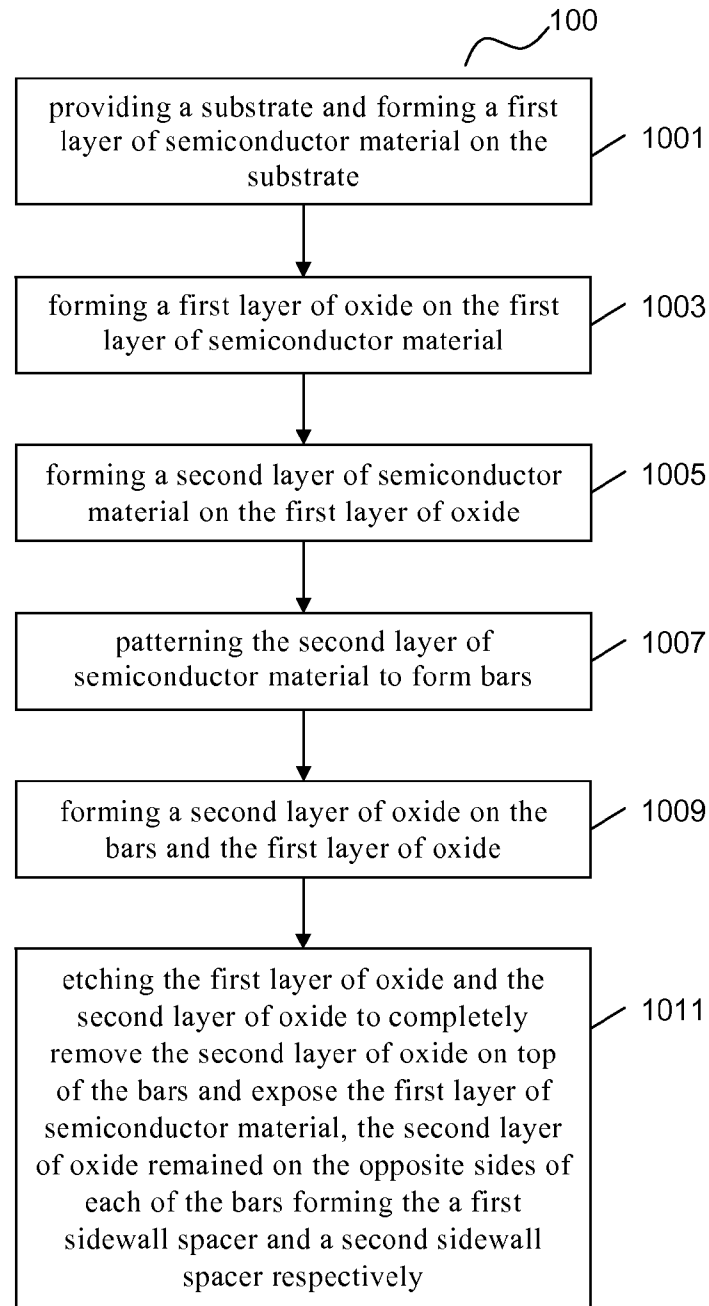 100
providing a substrate and forming a first
layer of semiconductor material on the
substrate
1001
forming a first layer of oxide on the first
layer of semiconductor material
1003
forming a second layer of semiconductor
material on the first layer of oxide
1005
patterning the second layer of
semiconductor material to form bars
1007
forming a second layer of oxide on the
bars and the first layer of oxide
1009
etching the first layer of oxide and the
second layer of oxide to completely
remove the second layer of oxide on top
of the bars and expose the first layer of
semiconductor material, the second layer
of oxide remained on the opposite sides of
each of the bars forming the a first
sidewall spacer and a second sidewall
spacer respectively
1011